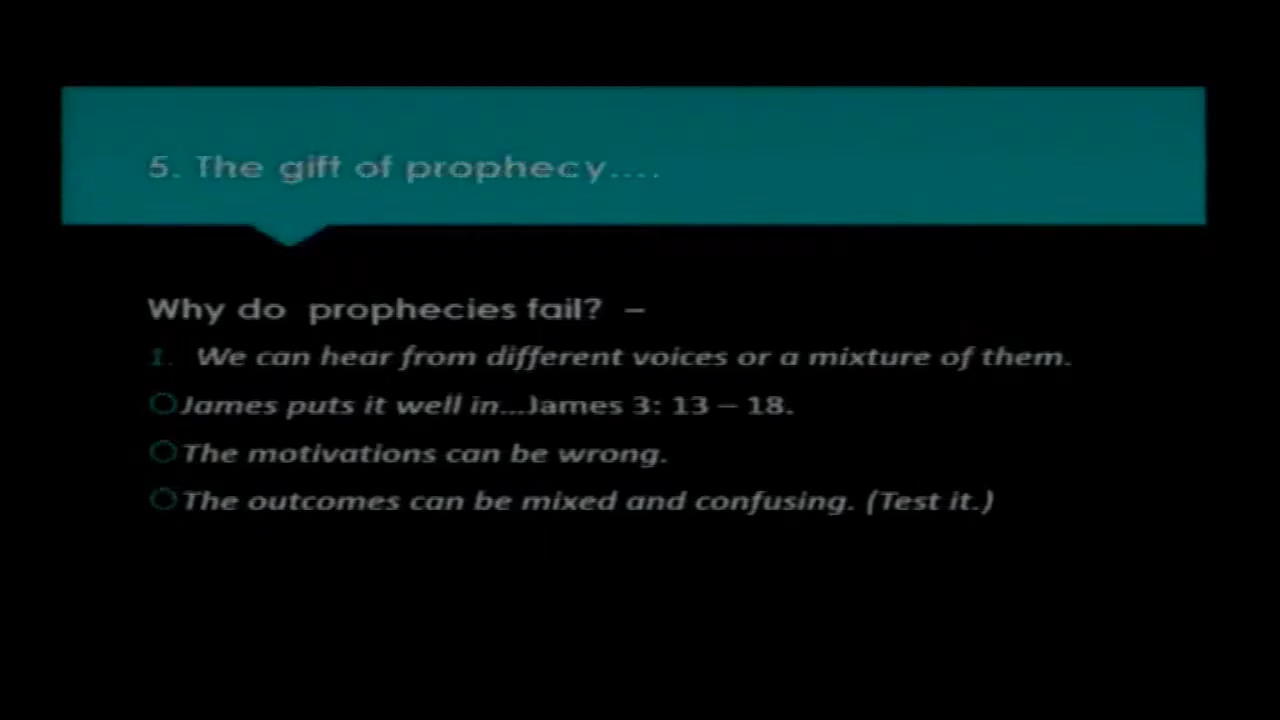 5. The gift of prophecy....
Why do prophecies fail? –
1. We can hear from different voices or a mixture of them.
James puts it well in...James 3: 13 – 18.
The motivations can be wrong.
The outcomes can be mixed and confusing. (Test it.)